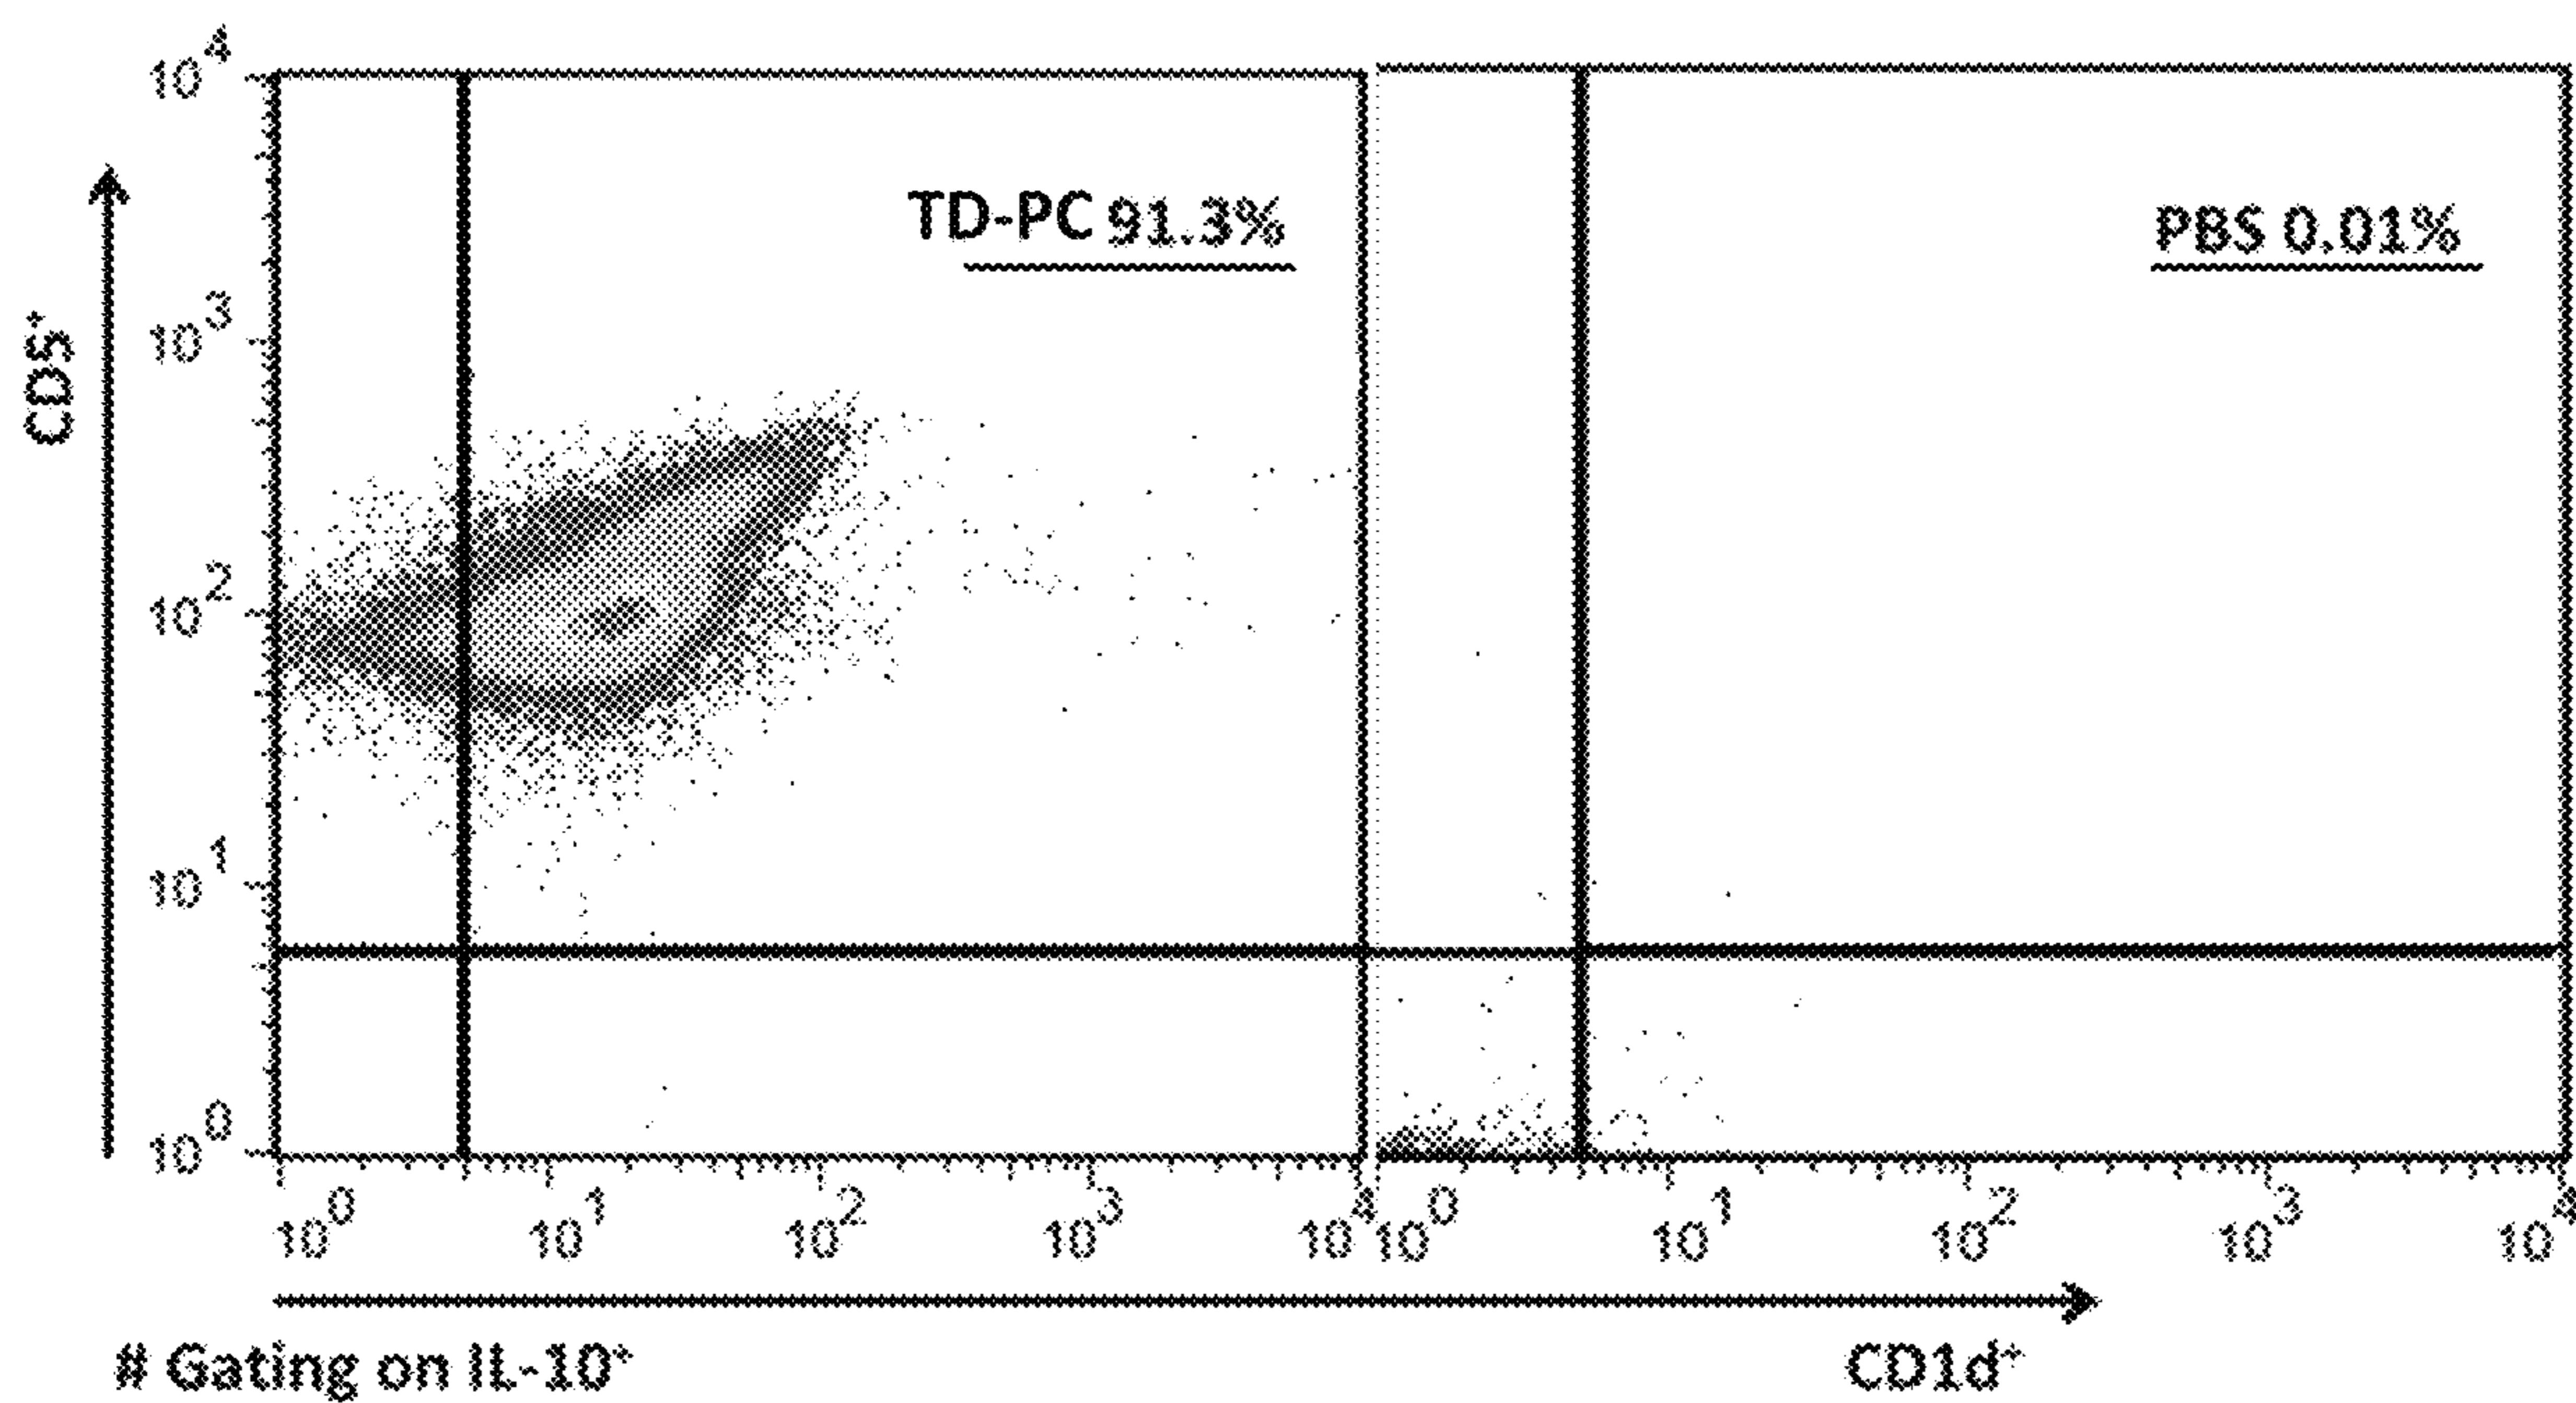 10⁴
TD-PC 91.3%
PBS 0.01%
10³
CD5⁺
10²
10¹
10⁰
10⁰ 10¹ 10² 10³ 10⁴ 10⁰ 10¹ 10² 10³ 10⁴
# Gating on IL-10⁺
CD1d⁺